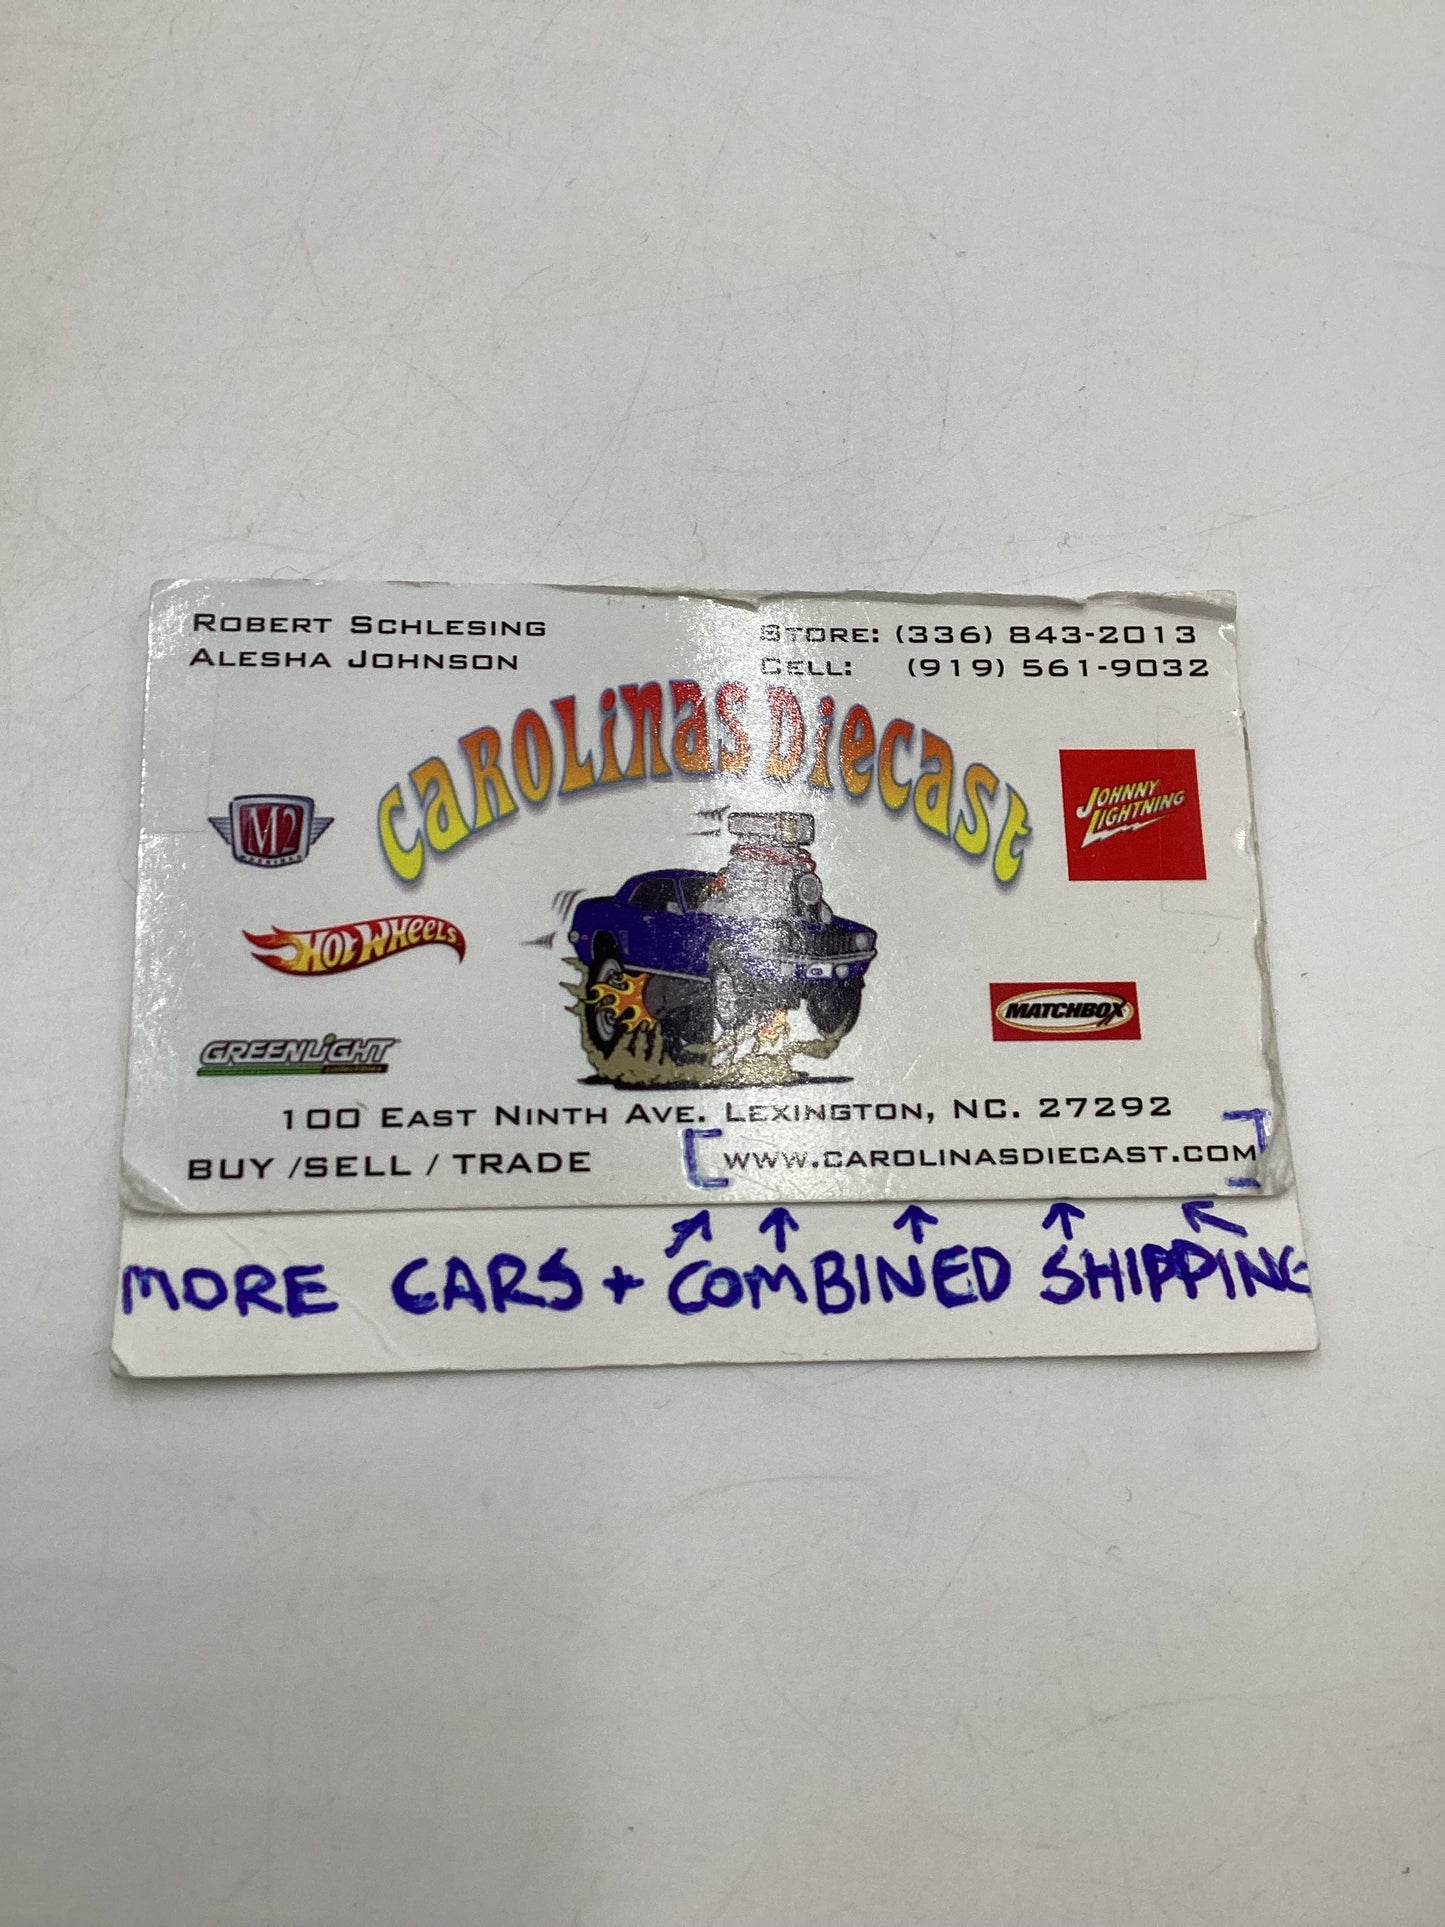 ROBERT SCHLESING
ALESHA JOHNSON
STORE: (336) 843-2013
CELL: (919) 561-9032
CAROLINAS DIECAST
M2
MACHINES
JOHNNY
LIGHTNING
HOT WHEELS
MATCHBOX
GREENLIGHT
collectibles
100 EAST NINTH AVE. LEXINGTON, NC. 27292
BUY /SELL / TRADE
WWW.CAROLINASDIECAST.COM
MORE CARS + COMBINED SHIPPING